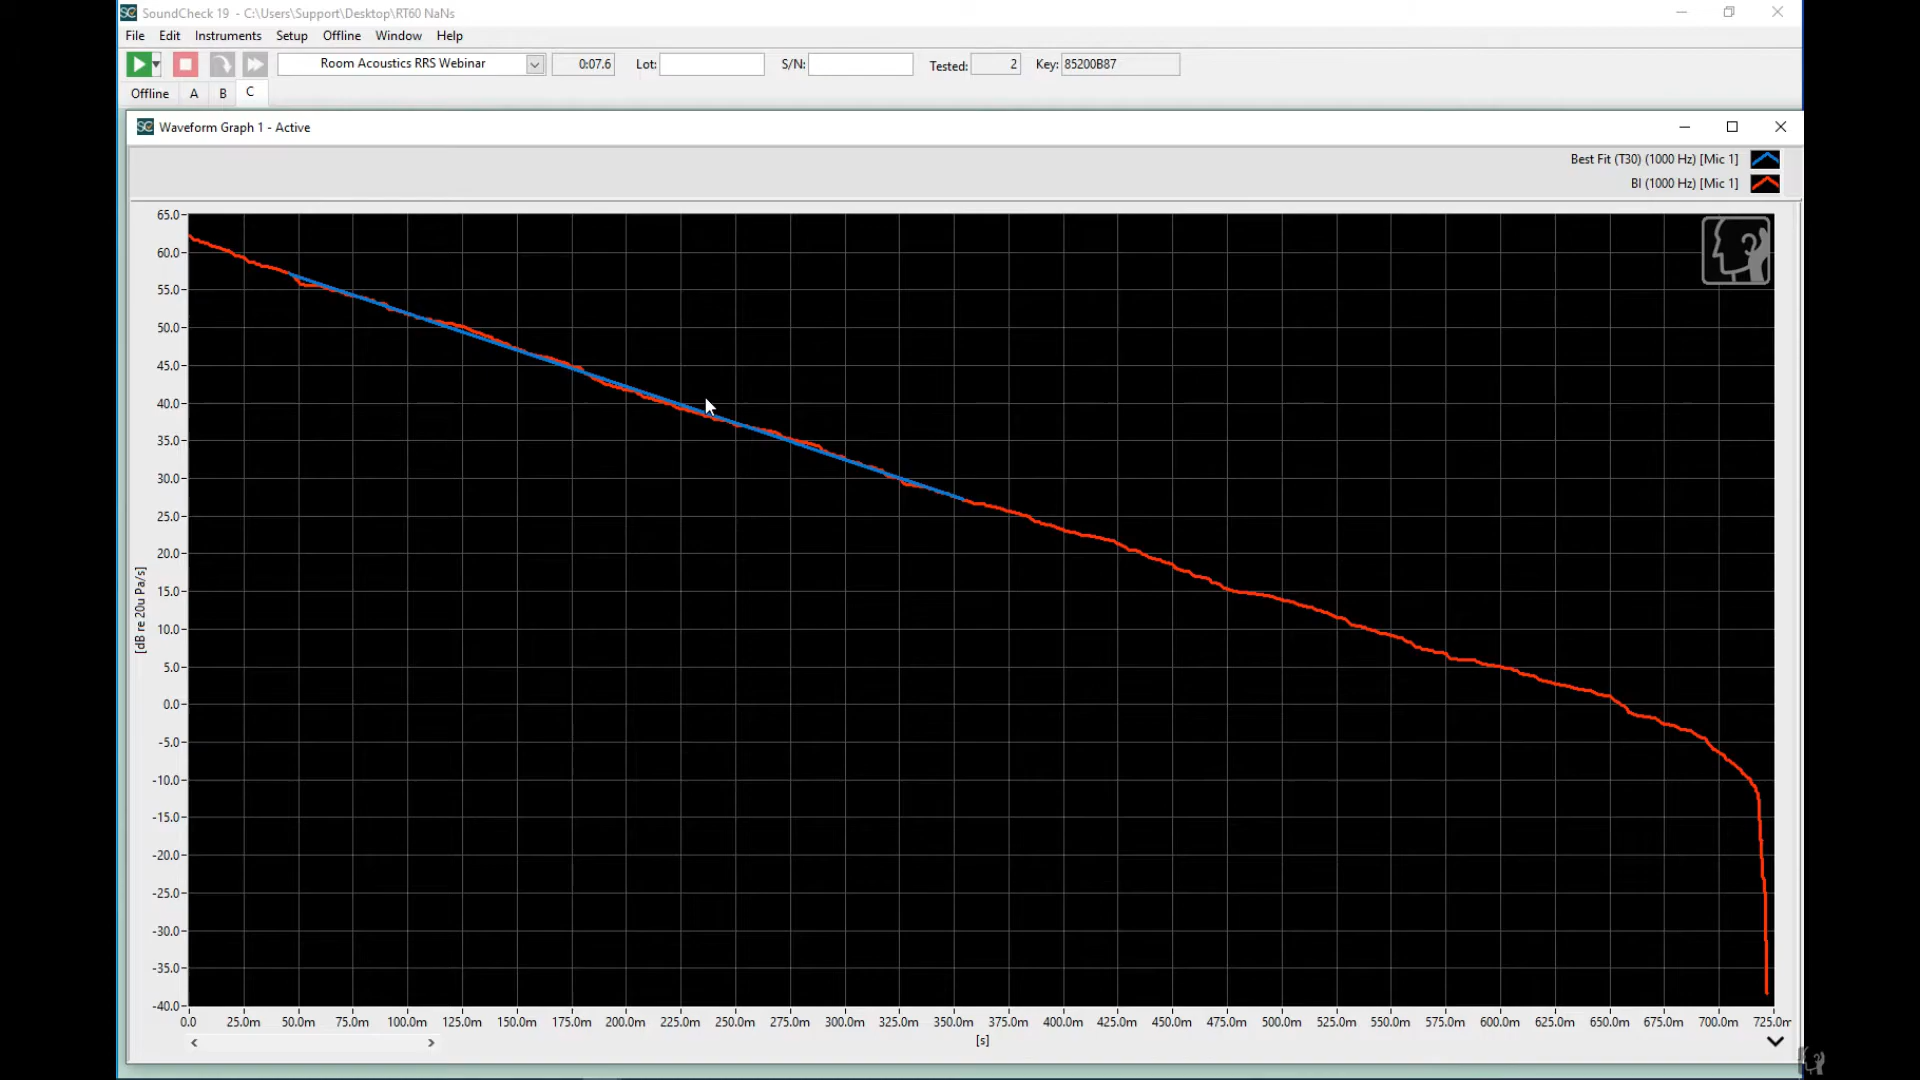 SoundCheck 19 - C:\Users\Support\Desktop\RT60 NaNs
File Edit Instruments Setup Offline Window Help
Room Acoustics RRS Webinar 0:07.6 Lot: S/N: Tested: 2 Key: 85200B87
Offline A B C
Waveform Graph 1 - Active
Best Fit (T30) (1000 Hz) [Mic 1]
BI (1000 Hz) [Mic 1]
65.0
60.0
55.0
50.0
45.0
40.0
35.0
30.0
25.0
20.0
15.0
10.0
5.0
0.0
-5.0
-10.0
-15.0
-20.0
-25.0
-30.0
-35.0
-40.0
[dB re 20u Pa/s]
0.0 25.0m 50.0m 75.0m 100.0m 125.0m 150.0m 175.0m 200.0m 225.0m 250.0m 275.0m 300.0m 325.0m 350.0m 375.0m 400.0m 425.0m 450.0m 475.0m 500.0m 525.0m 550.0m 575.0m 600.0m 625.0m 650.0m 675.0m 700.0m 725.0m
[s]